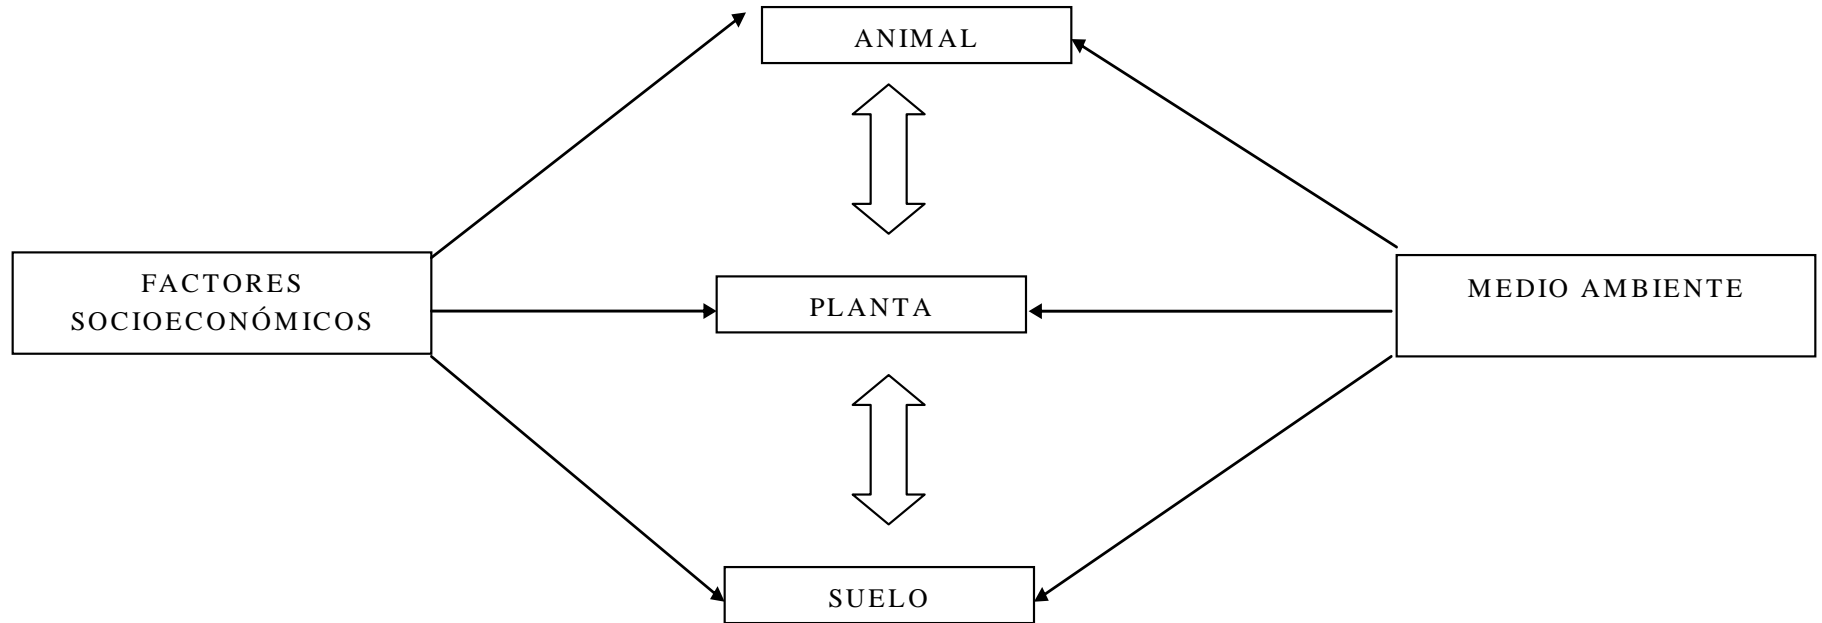 ANIMAL
FACTORES
SOCIOECONÓMICOS
PLANTA
MEDIO AMBIENTE
SUELO